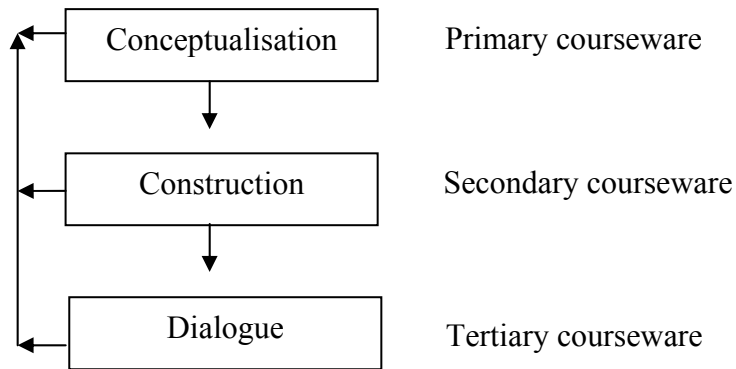 Conceptualisation Primary courseware
Construction Secondary courseware
Dialogue Tertiary courseware